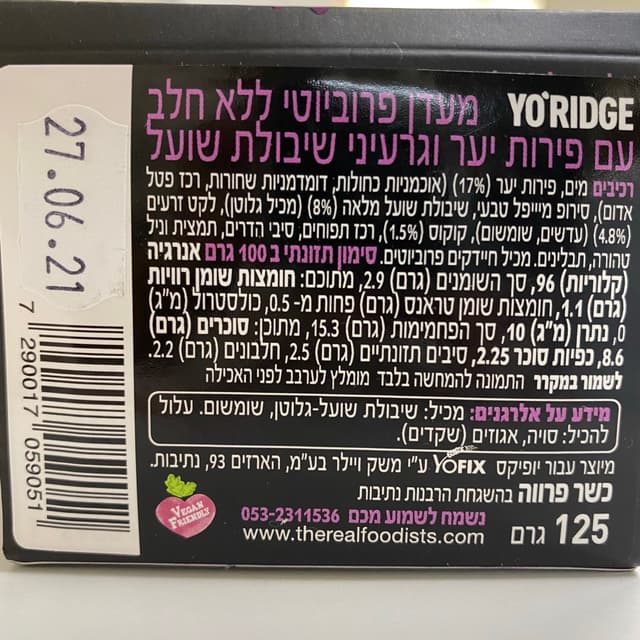 YO'RIDGE מעדן פרוביוטי ללא חלב
עם פירות יער וגרעיני שיבולת שועל
רכיבים מים, פירות יער (17%) (אוכמניות כחולות, דומדמניות שחורות, רכז פטל
אדום), סירופ מייפל טבעי, שיבולת שועל מלאה (8%) (מכיל גלוטן), לקט זרעים
(4.8%) (עדשים, שומשום), קוקוס (1.5%), רכז תפוחים, סיבי הדרים, תמצית וניל
טהורה, תבלינים. מכיל חיידקים פרוביוטים. סימון תזונתי ב 100 גרם אנרגיה
(קלוריות) 96, סך השומנים (גרם) 2.9, מתוכם: חומצות שומן רוויות
(גרם) 1.1, חומצות שומן טראנס (גרם) פחות מ- 0.5, כולסטרול (מ"ג)
0, נתרן (מ"ג) 10, סך הפחמימות (גרם) 15.3, מתוכן: סוכרים (גרם)
8.6, כפיות סוכר 2.25, סיבים תזונתיים (גרם) 2.5, חלבונים (גרם) 2.2.
לשמור במקרר התמונה להמחשה בלבד מומלץ לערבב לפני האכילה
מידע על אלרגנים: מכיל: שיבולת שועל-גלוטן, שומשום. עלול
להכיל: סויה, אגוזים (שקדים).
מיוצר עבור יופיקס YOFIX ע"י משק ויילר בע"מ, הארזים 93, נתיבות.
כשר פרווה בהשגחת הרבנות נתיבות
נשמח לשמוע מכם 053-2311536
www.therealfoodists.com
125 גרם
VEGAN
FRIENDLY
27.06.21
7 290017 059051